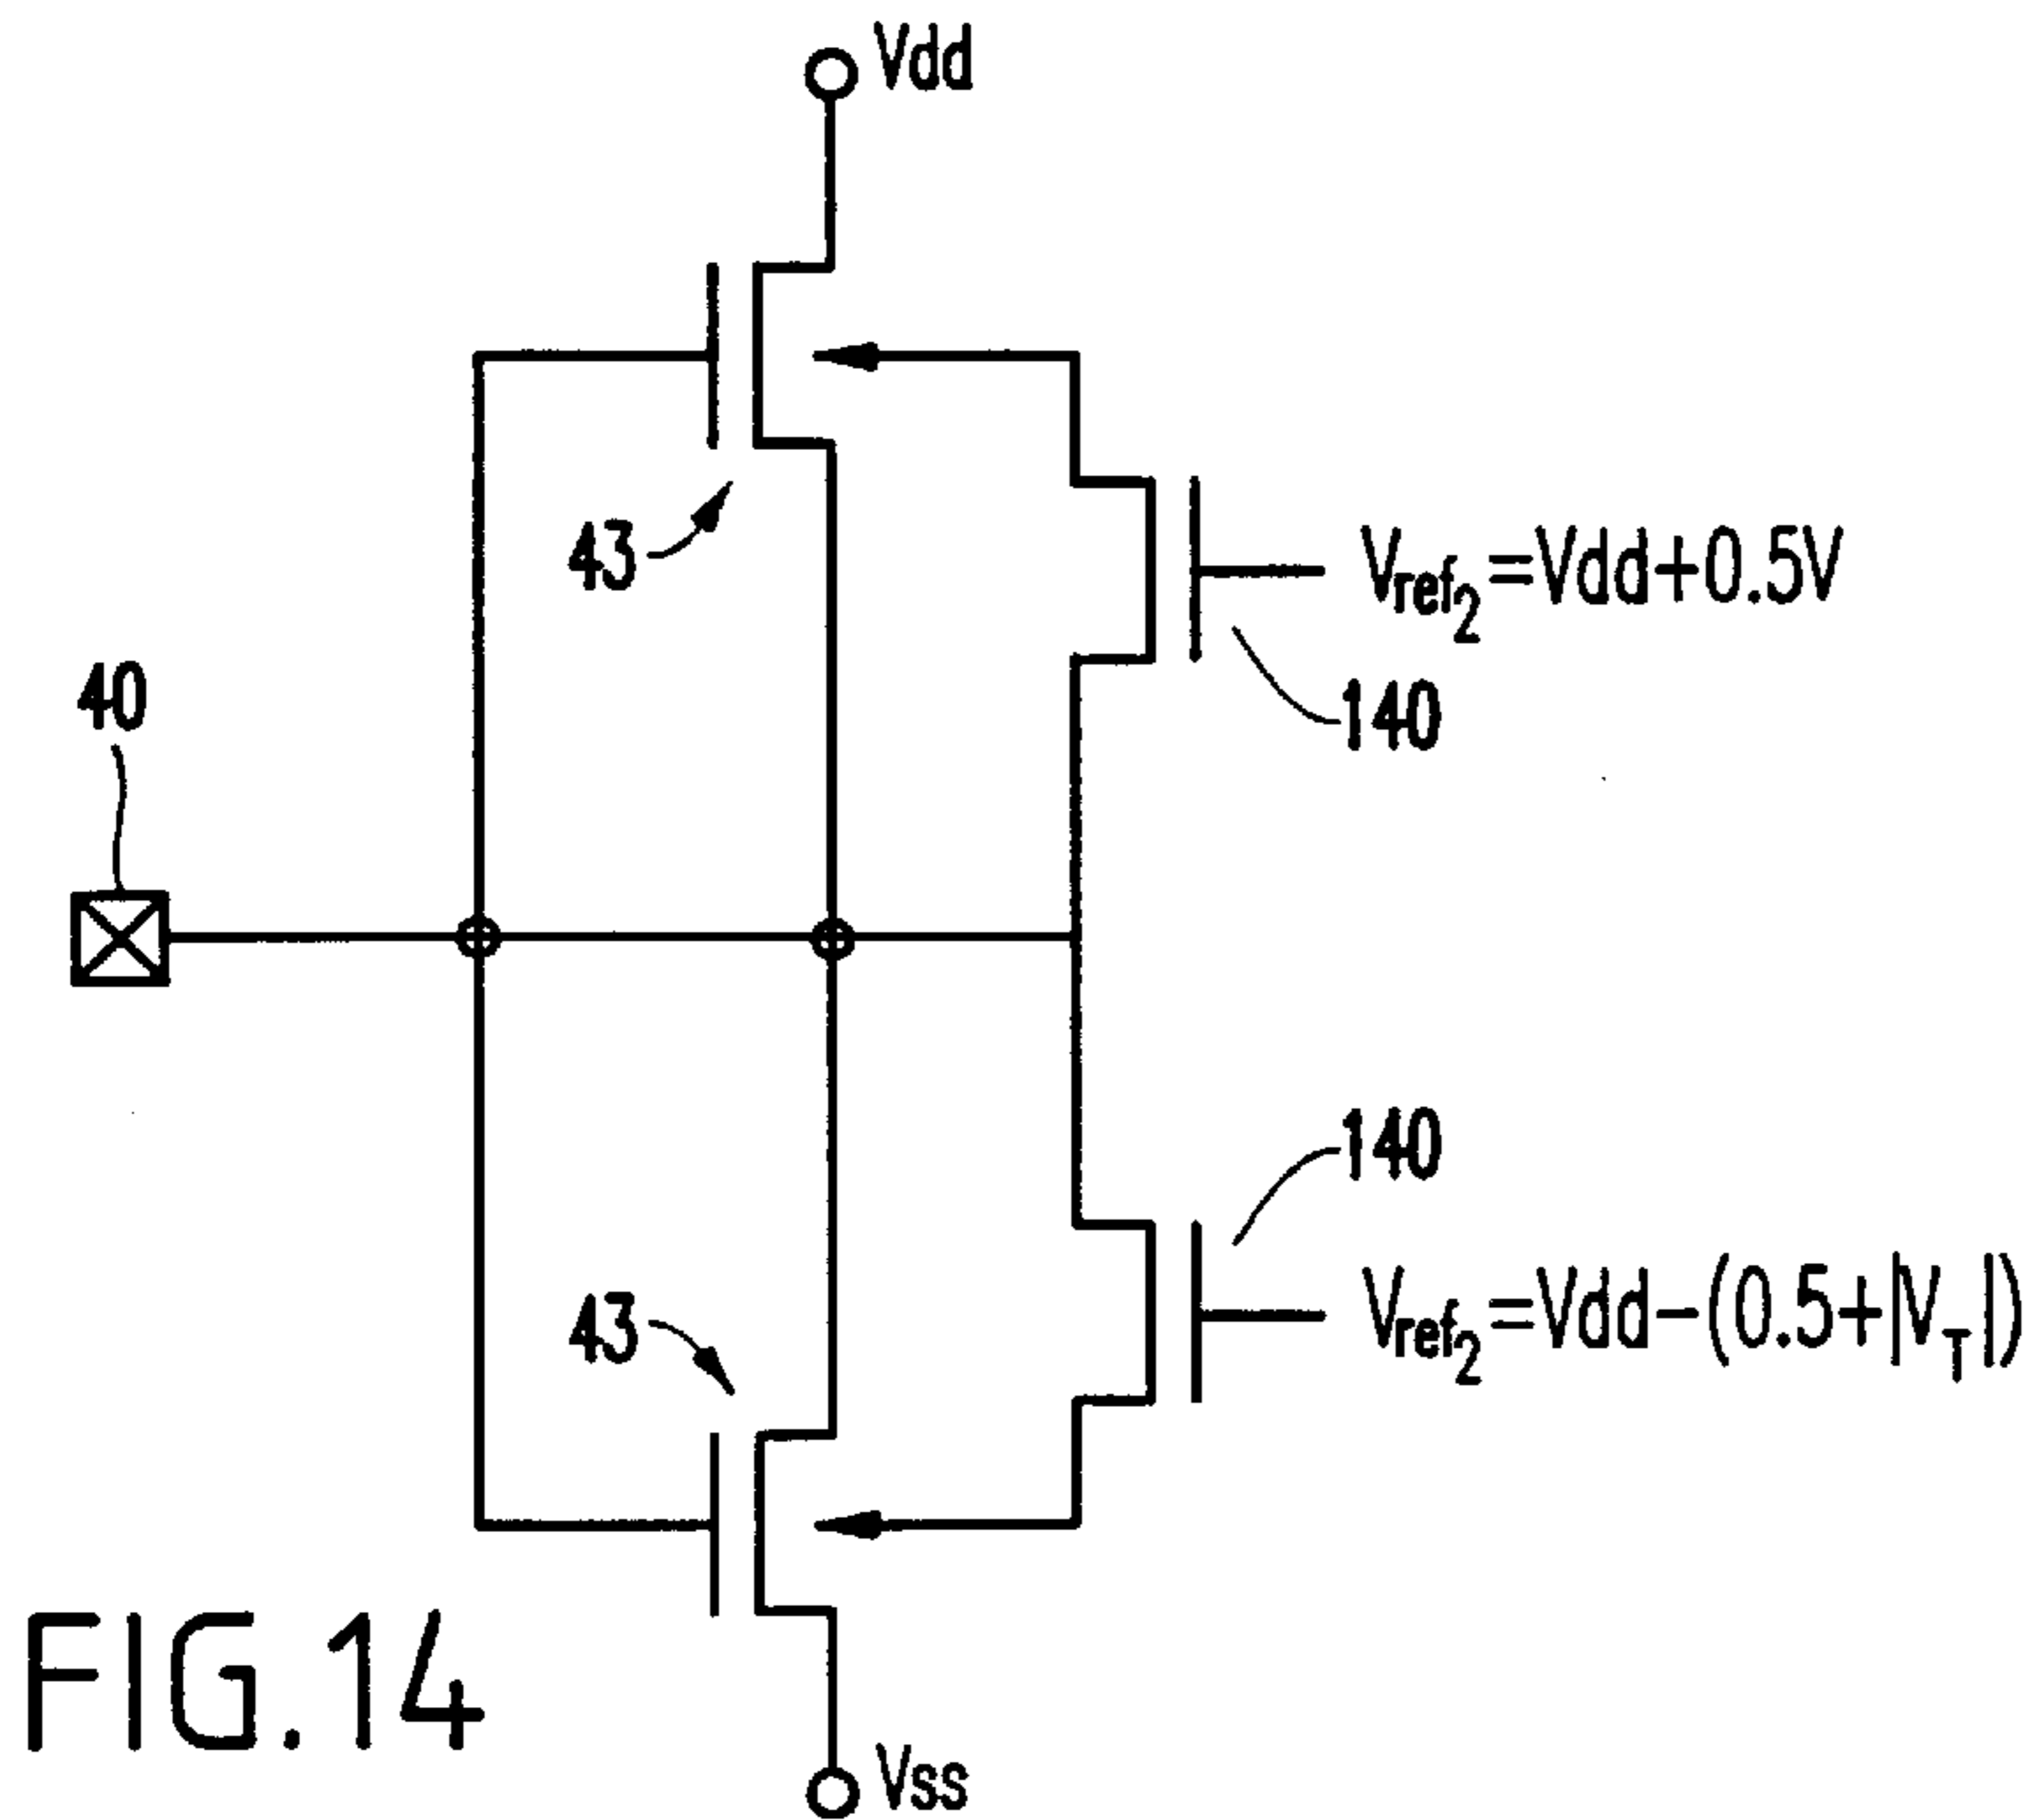 Vdd
43
Vref2=Vdd+0.5V
40
140
140
43
Vref2=Vdd-(0.5+|VT|)
FIG.14
Vss